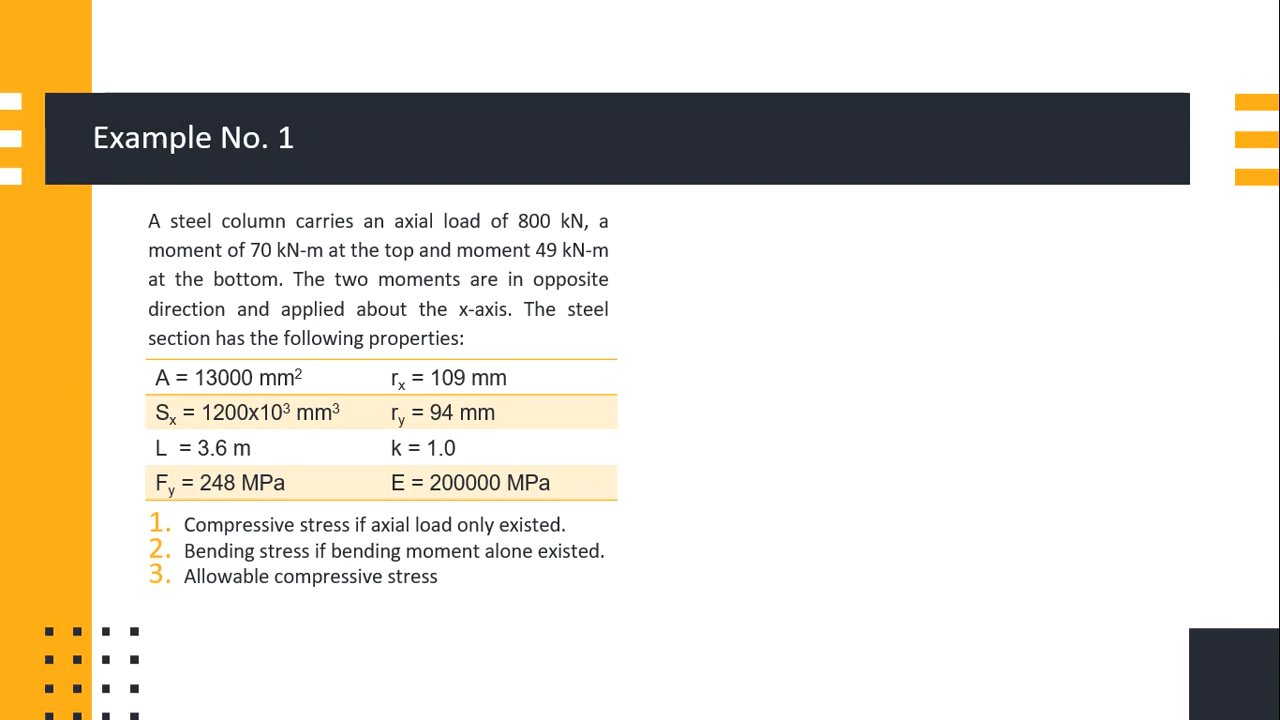 Example No. 1
A steel column carries an axial load of 800 kN, a
moment of 70 kN-m at the top and moment 49 kN-m
at the bottom. The two moments are in opposite
direction and applied about the x-axis. The steel
section has the following properties:
A = 13000 mm² rₓ = 109 mm
Sₓ = 1200x10³ mm³ r_y = 94 mm
L = 3.6 m k = 1.0
F_y = 248 MPa E = 200000 MPa
1. Compressive stress if axial load only existed.
2. Bending stress if bending moment alone existed.
3. Allowable compressive stress